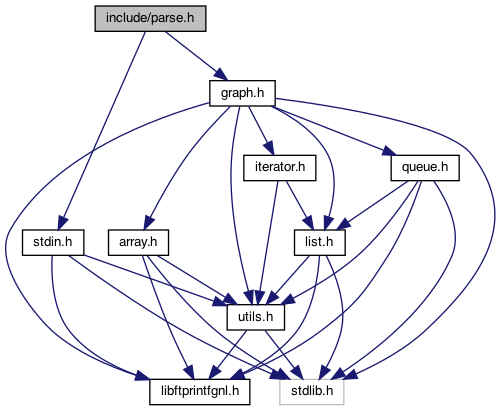 include/parse.h
graph.h
iterator.h
queue.h
stdin.h
array.h
list.h
utils.h
libftprintfgnl.h
stdlib.h